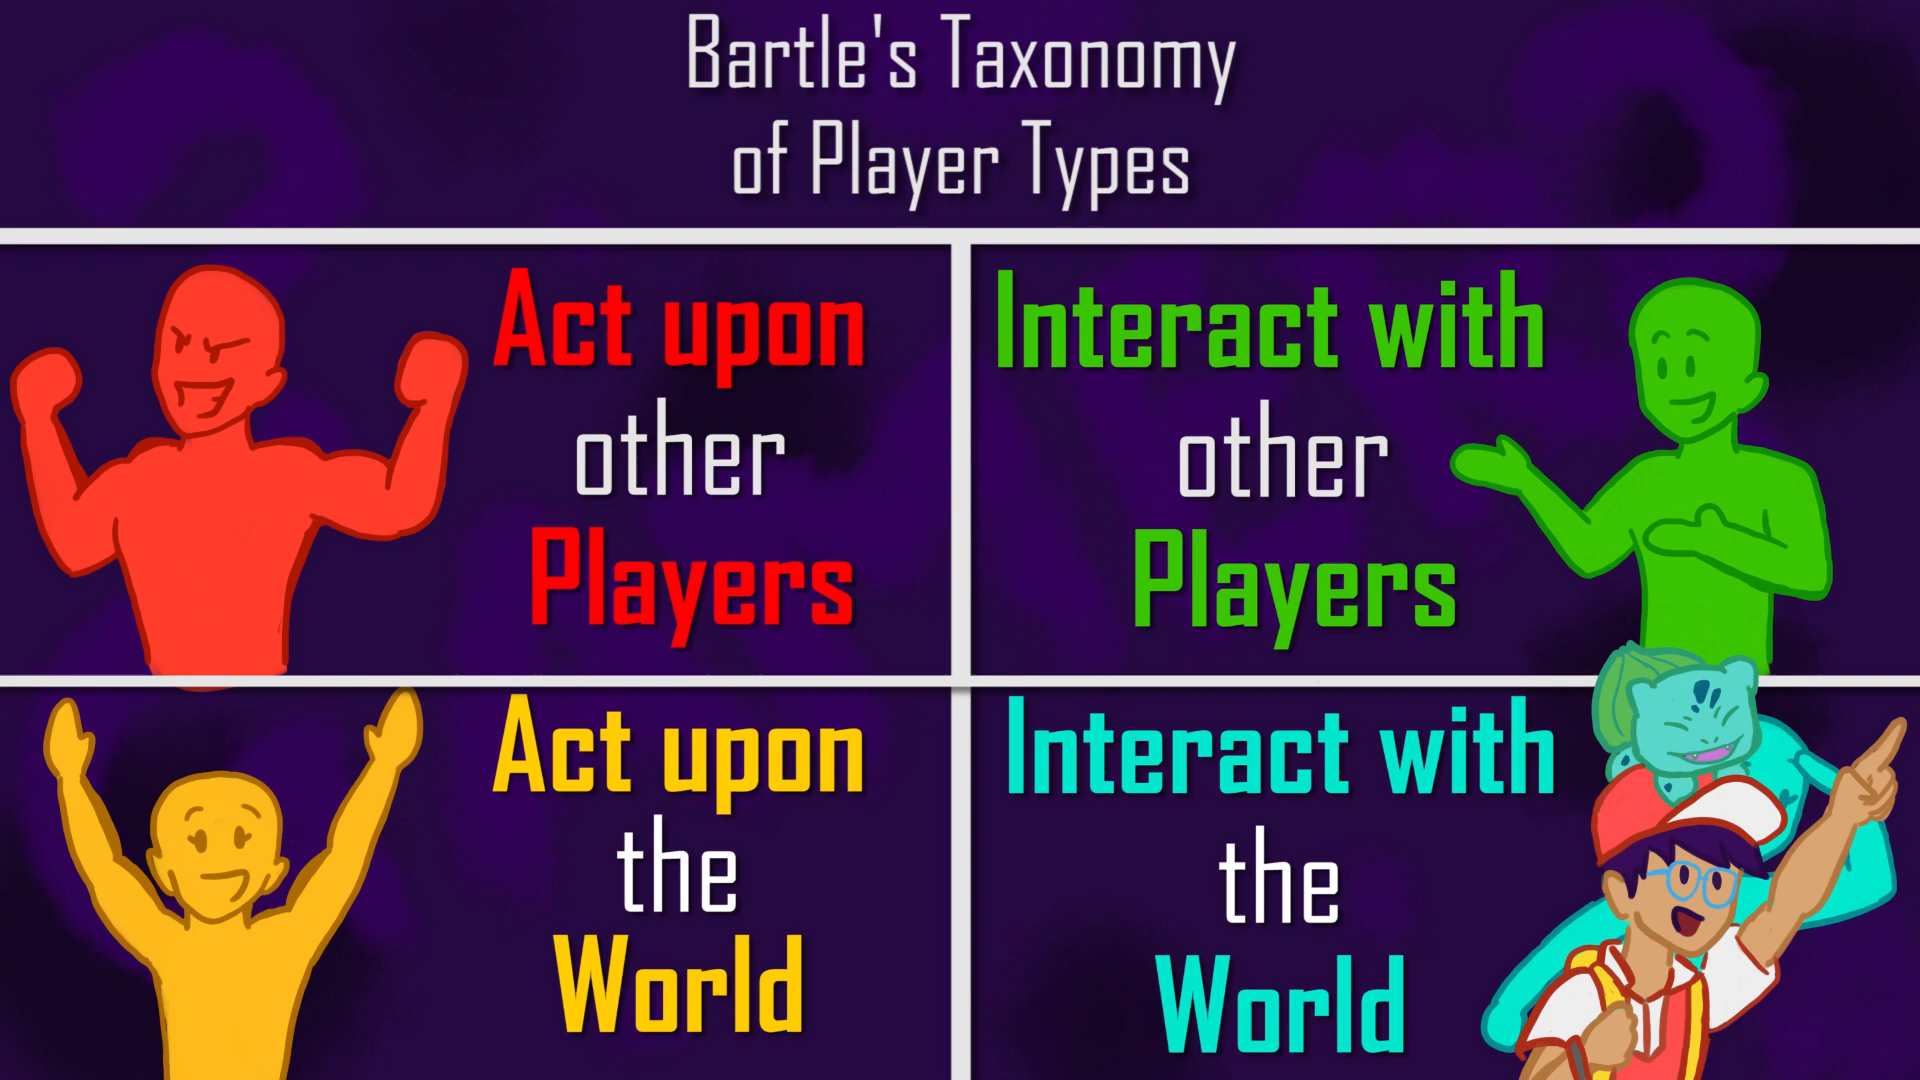 Bartle's Taxonomy
of Player Types
Act upon
other
Players
Interact with
other
Players
Act upon
the
World
Interact with
the
World